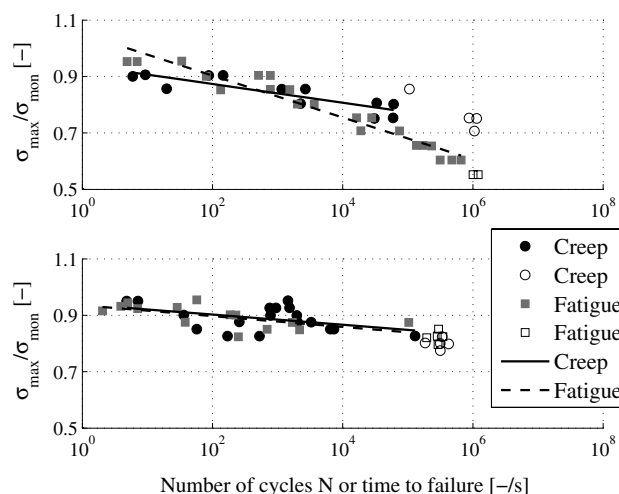 1.1
0.9
0.7
0.5
σmax/σmon [−]
10^0 10^2 10^4 10^6 10^8
1.1
0.9
0.7
0.5
σmax/σmon [−]
10^0 10^2 10^4 10^6 10^8
Creep
Creep
Fatigue
Fatigue
Creep
Fatigue
Number of cycles N or time to failure [−/s]